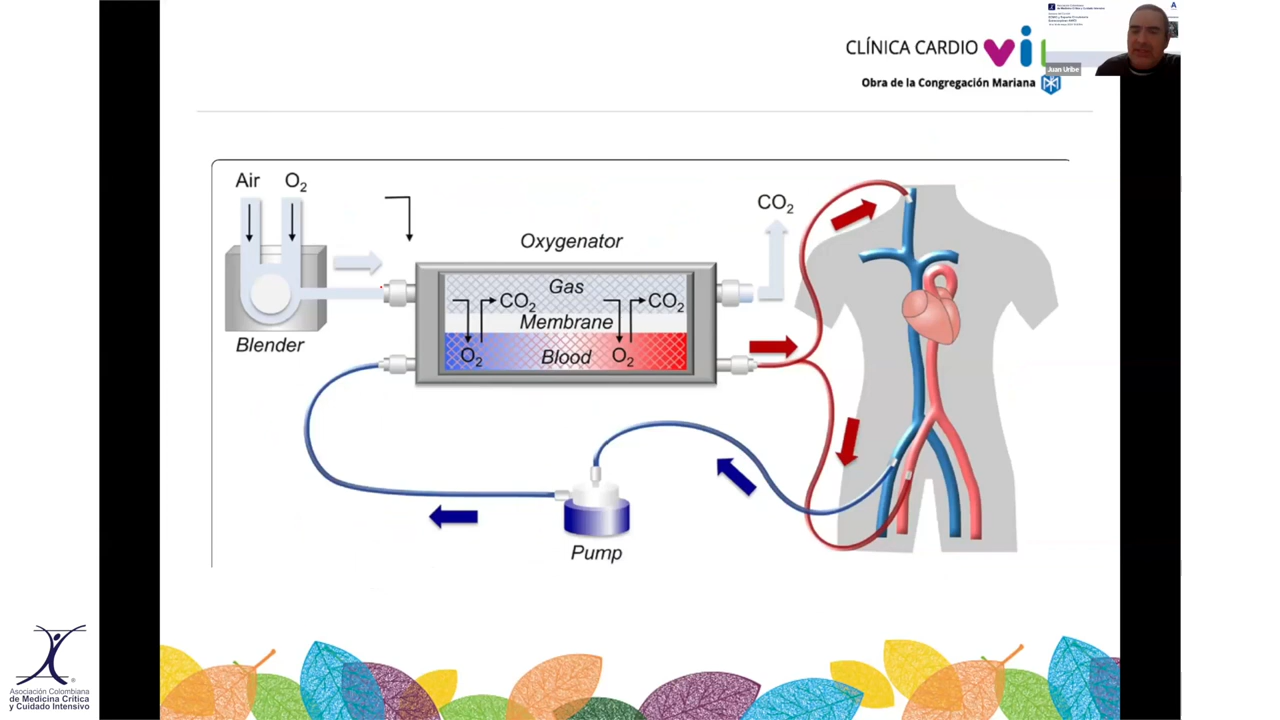 CLÍNICA CARDIO
Obra de la Congregación Mariana
Juan Uribe
Air
O2
CO2
Oxygenator
Gas
CO2
CO2
Membrane
O2
Blood
O2
Blender
Pump
Asociación Colombiana
de Medicina Crítica
y Cuidado Intensivo